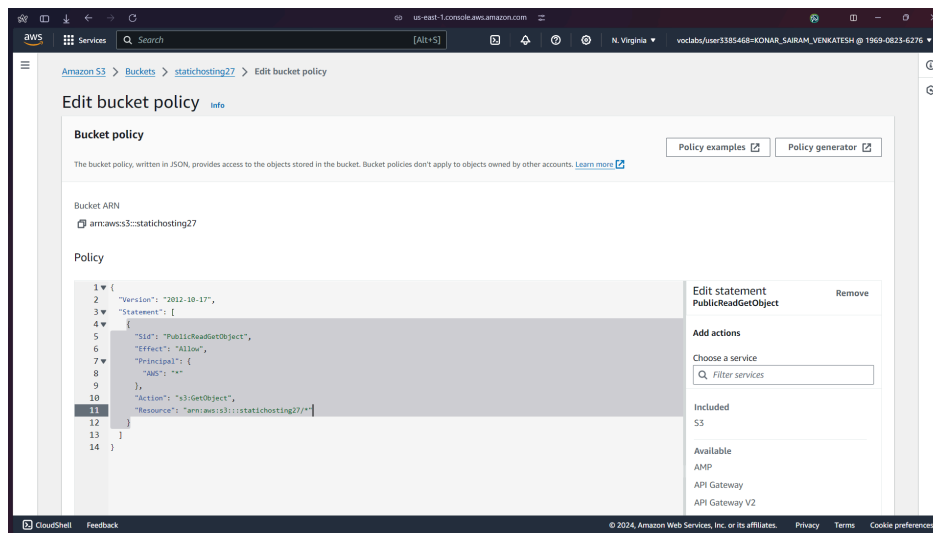 us-east-1.console.aws.amazon.com
aws Services Search [Alt+S] N. Virginia voclabs/user3385468=KONAR_SAIRAM_VENKATESH @ 1969-0823-6276
Amazon S3 > Buckets > statichosting27 > Edit bucket policy
Edit bucket policy Info
Bucket policy
Policy examples Policy generator
The bucket policy, written in JSON, provides access to the objects stored in the bucket. Bucket policies don't apply to objects owned by other accounts. Learn more
Bucket ARN
arn:aws:s3:::statichosting27
Policy
1 {
2 "Version": "2012-10-17",
3 "Statement": [
4 {
5 "Sid": "PublicReadGetObject",
6 "Effect": "Allow",
7 "Principal": {
8 "AWS": "*"
9 },
10 "Action": "s3:GetObject",
11 "Resource": "arn:aws:s3:::statichosting27/*"
12 }
13 ]
14 }
Edit statement Remove
PublicReadGetObject
Add actions
Choose a service
Filter services
Included
S3
Available
AMP
API Gateway
API Gateway V2
CloudShell Feedback © 2024, Amazon Web Services, Inc. or its affiliates. Privacy Terms Cookie preferences